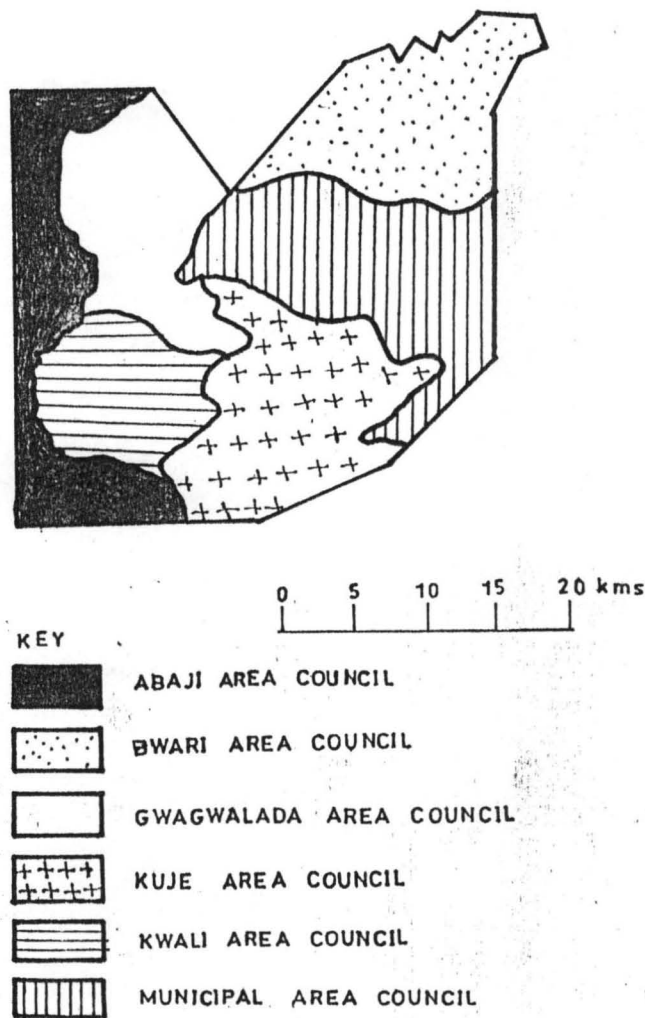 0 5 10 15 20 kms
KEY
ABAJI AREA COUNCIL
BWARI AREA COUNCIL
GWAGWALADA AREA COUNCIL
KUJE AREA COUNCIL
KWALI AREA COUNCIL
MUNICIPAL AREA COUNCIL